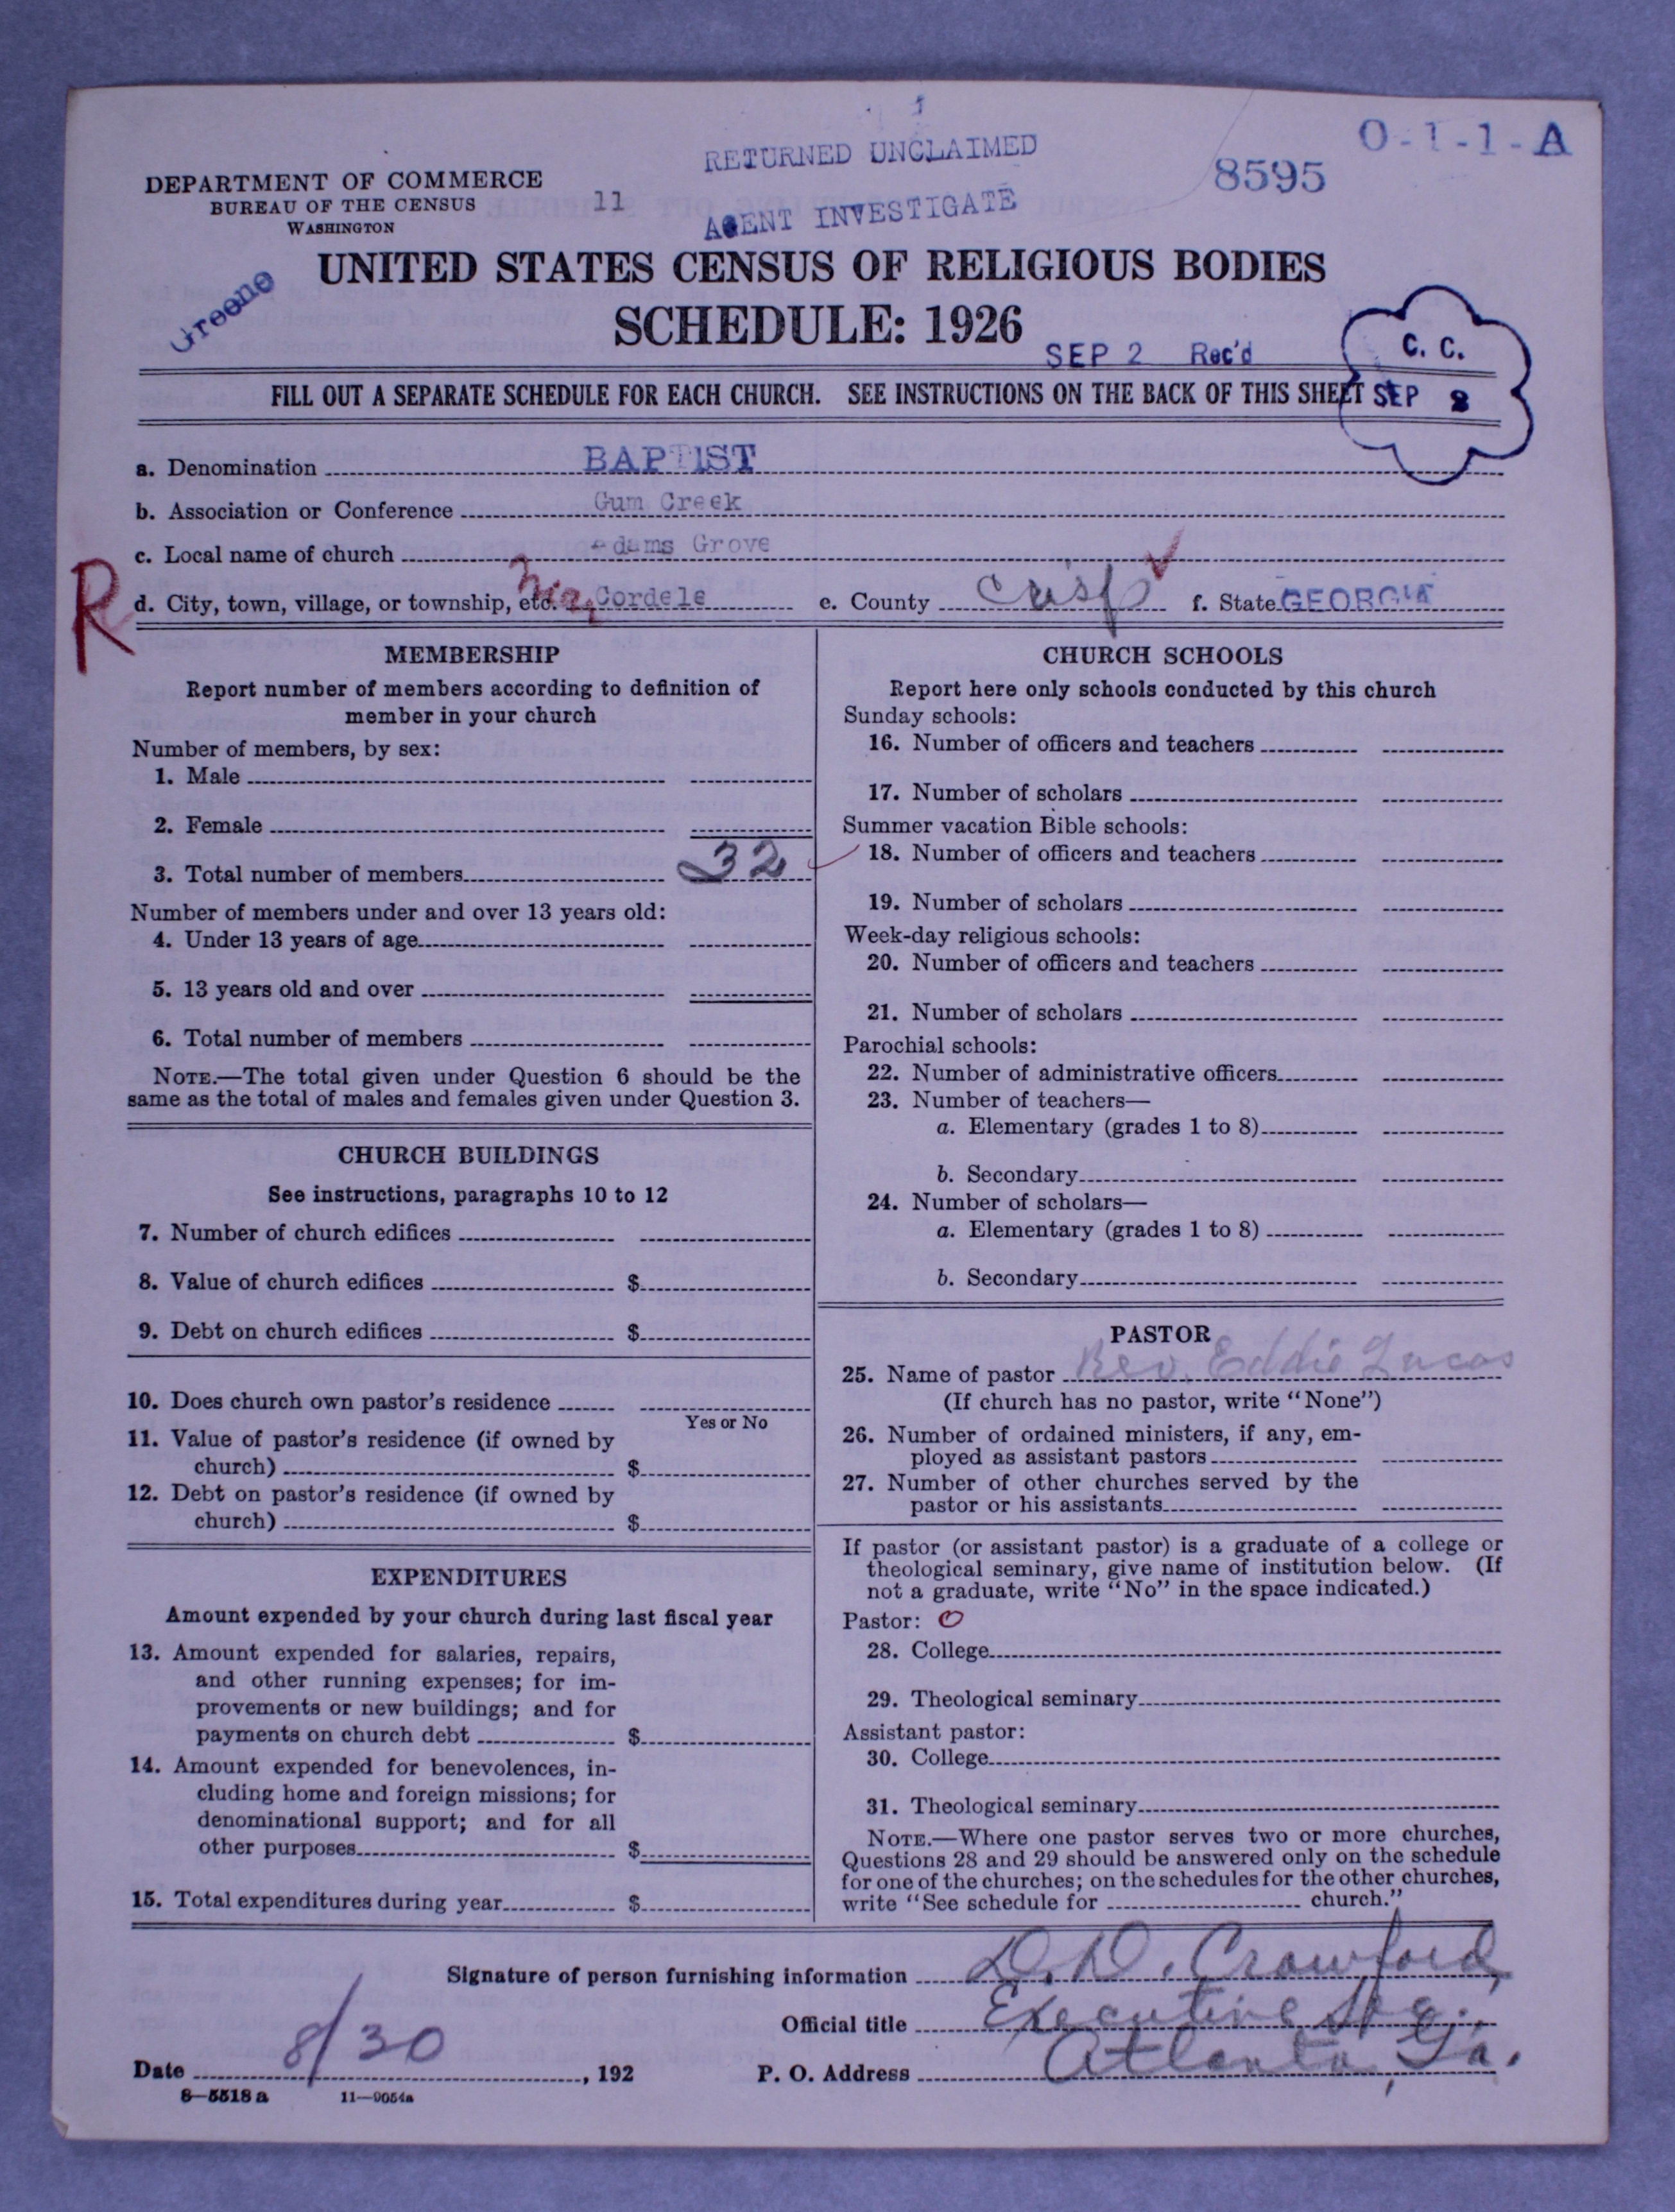 O-1-1-A
RETURNED UNCLAIMED
8595
DEPARTMENT OF COMMERCE
BUREAU OF THE CENSUS
WASHINGTON
11
AGENT INVESTIGATE
UNITED STATES CENSUS OF RELIGIOUS BODIES
Greene
SCHEDULE: 1926
SEP 2 Rec'd
C. C.
SEP 2
FILL OUT A SEPARATE SCHEDULE FOR EACH CHURCH. SEE INSTRUCTIONS ON THE BACK OF THIS SHEET
a. Denomination BAPTIST
b. Association or Conference Gum Creek
c. Local name of church Adams Grove
R
d. City, town, village, or township, etc. Cordele e. County Crisp f. State GEORGIA
MEMBERSHIP
Report number of members according to definition of
member in your church
Number of members, by sex:
1. Male
2. Female
3. Total number of members 32
Number of members under and over 13 years old:
4. Under 13 years of age
5. 13 years old and over
6. Total number of members
NOTE.—The total given under Question 6 should be the
same as the total of males and females given under Question 3.
CHURCH BUILDINGS
See instructions, paragraphs 10 to 12
7. Number of church edifices
8. Value of church edifices $
9. Debt on church edifices $
10. Does church own pastor's residence
Yes or No
11. Value of pastor's residence (if owned by
church) $
12. Debt on pastor's residence (if owned by
church) $
EXPENDITURES
Amount expended by your church during last fiscal year
13. Amount expended for salaries, repairs,
and other running expenses; for im-
provements or new buildings; and for
payments on church debt $
14. Amount expended for benevolences, in-
cluding home and foreign missions; for
denominational support; and for all
other purposes $
15. Total expenditures during year $
CHURCH SCHOOLS
Report here only schools conducted by this church
Sunday schools:
16. Number of officers and teachers
17. Number of scholars
Summer vacation Bible schools:
18. Number of officers and teachers
19. Number of scholars
Week-day religious schools:
20. Number of officers and teachers
21. Number of scholars
Parochial schools:
22. Number of administrative officers
23. Number of teachers—
a. Elementary (grades 1 to 8)
b. Secondary
24. Number of scholars—
a. Elementary (grades 1 to 8)
b. Secondary
PASTOR
25. Name of pastor Rev. Eddie Lucas
(If church has no pastor, write "None")
26. Number of ordained ministers, if any, em-
ployed as assistant pastors
27. Number of other churches served by the
pastor or his assistants
If pastor (or assistant pastor) is a graduate of a college or
theological seminary, give name of institution below. (If
not a graduate, write "No" in the space indicated.)
Pastor: 0
28. College
29. Theological seminary
Assistant pastor:
30. College
31. Theological seminary
NOTE.—Where one pastor serves two or more churches,
Questions 28 and 29 should be answered only on the schedule
for one of the churches; on the schedules for the other churches,
write "See schedule for church."
Signature of person furnishing information D. D. Crawford
Official title Executive Sec.
Date 8/30, 192 P. O. Address Atlanta, Ga.
8—5518 a 11—9054a